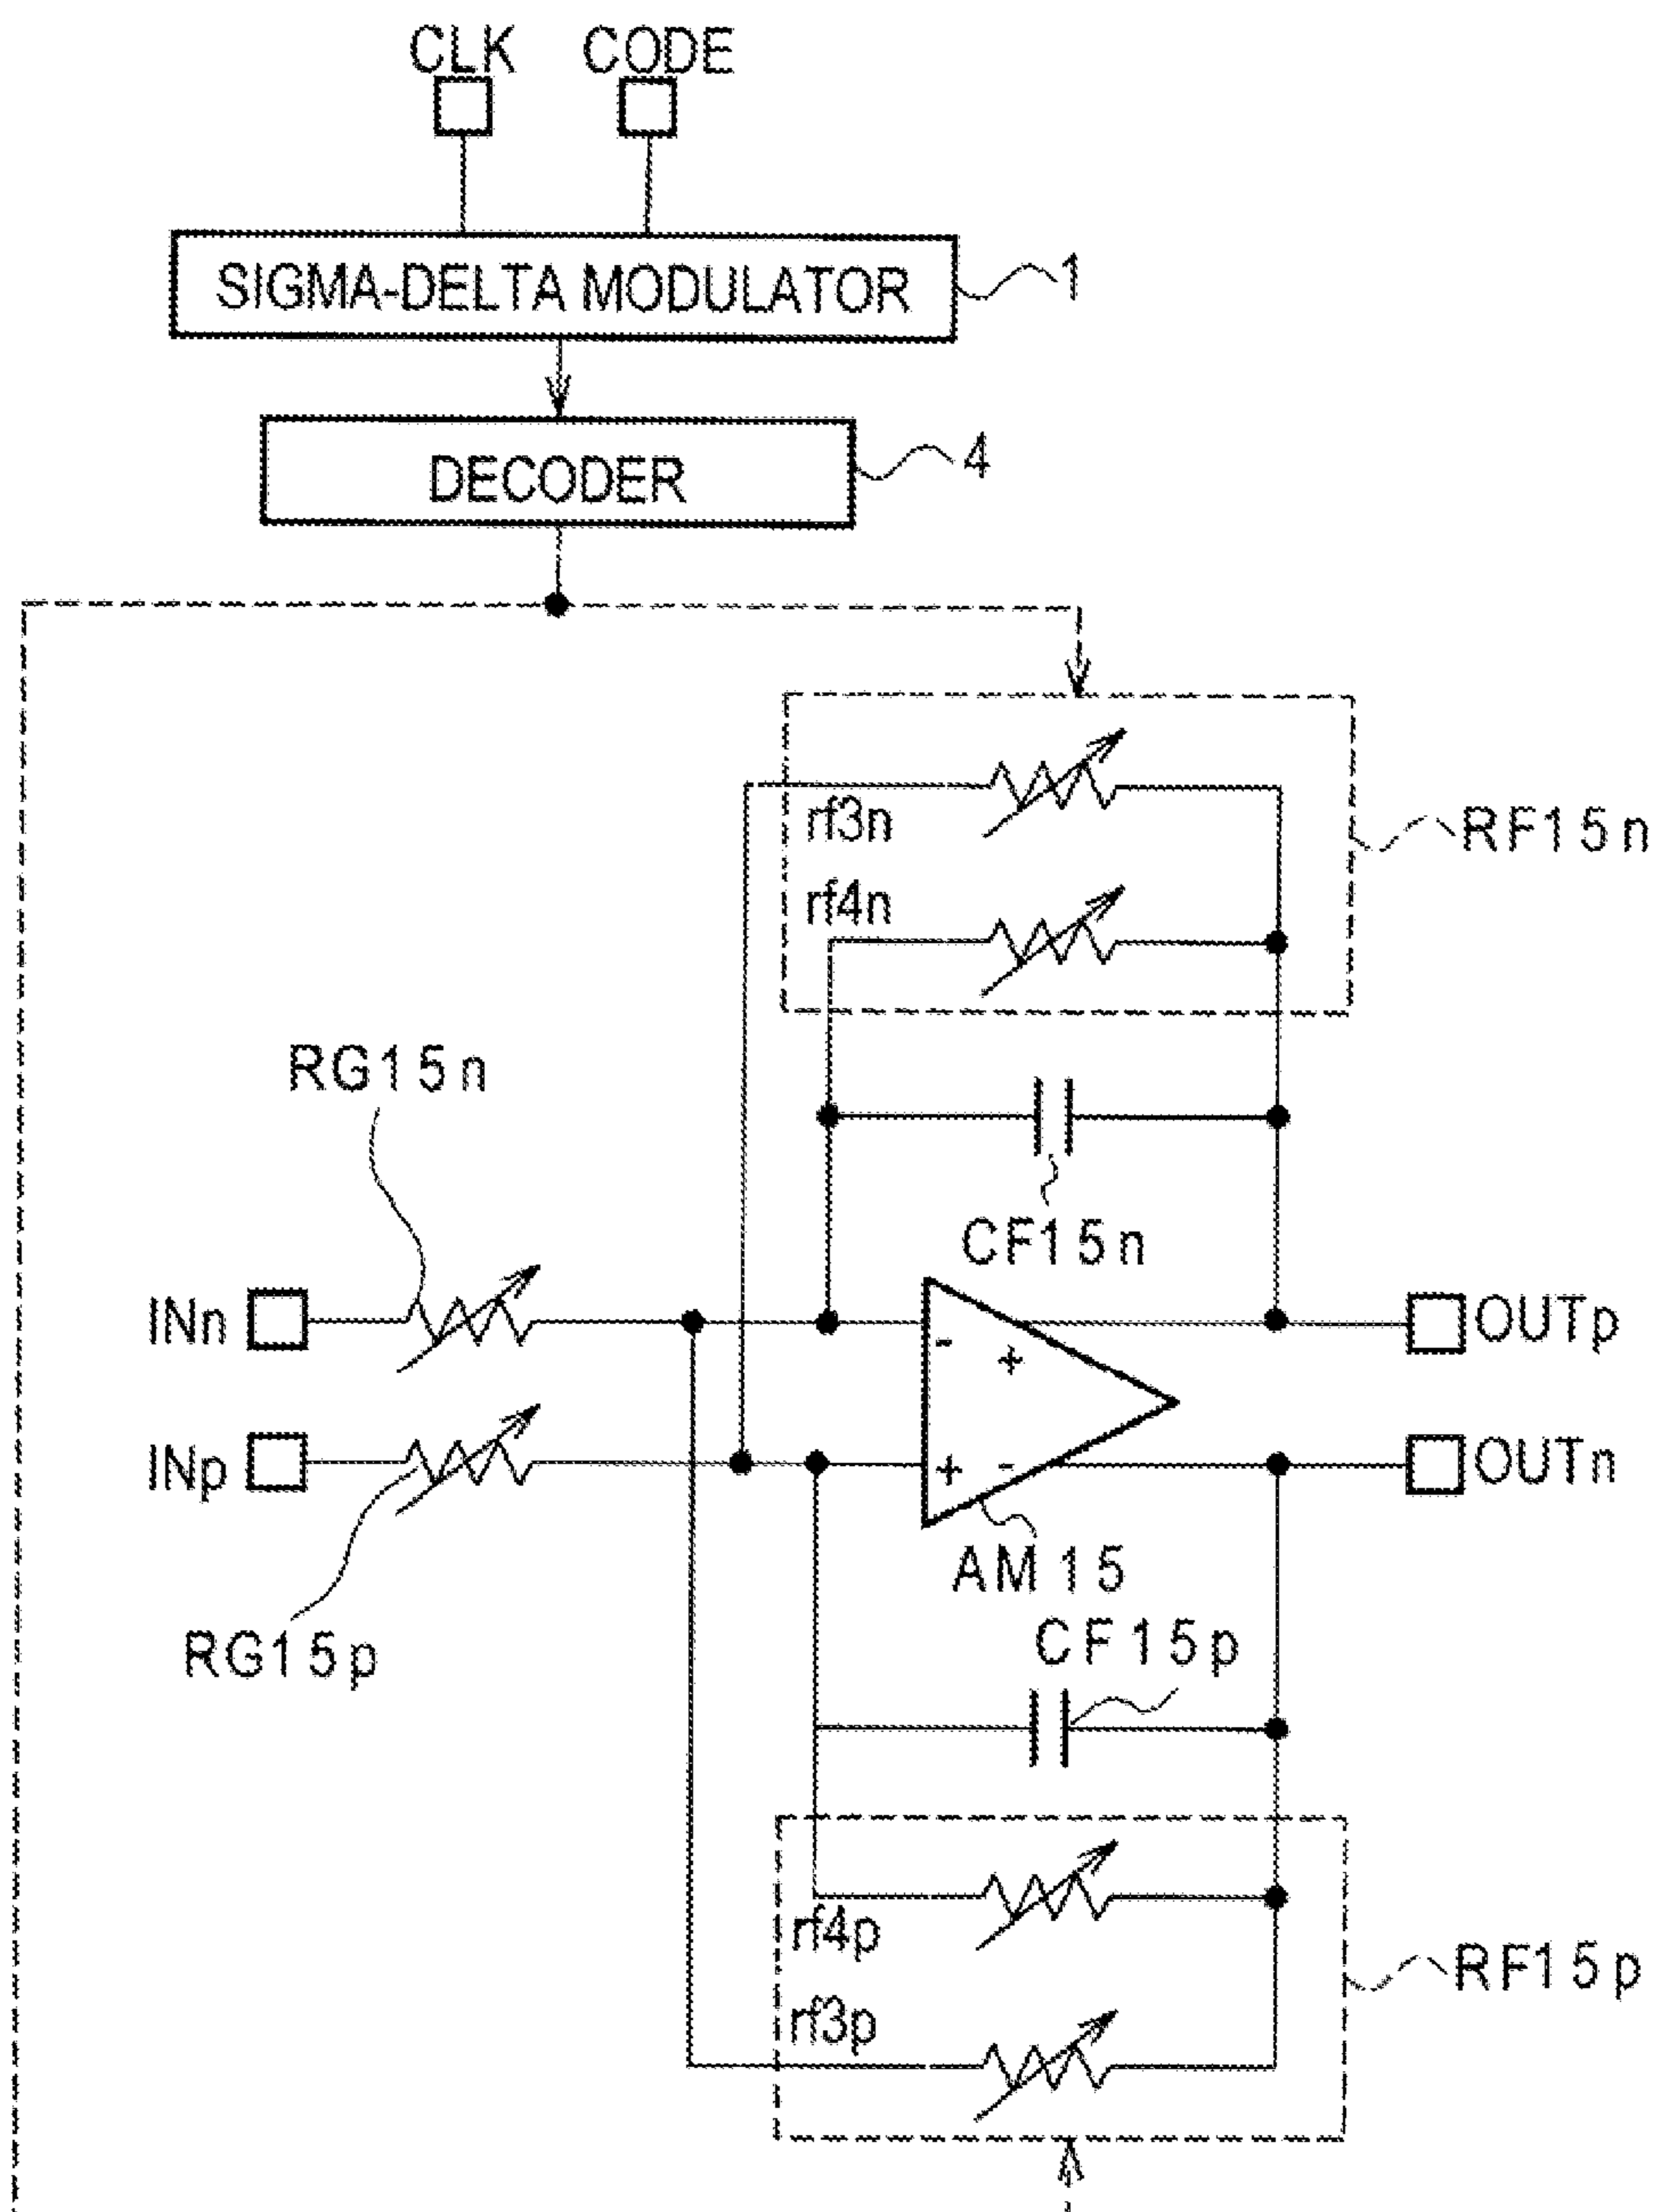 CLK CODE
SIGMA-DELTA MODULATOR 1
DECODER 4
rf3n
RF15n
rf4n
RG15n
CF15n
INn - + OUTp
INp + - OUTn
AM15
CF15p
RG15p
rf4p
RF15p
rf3p